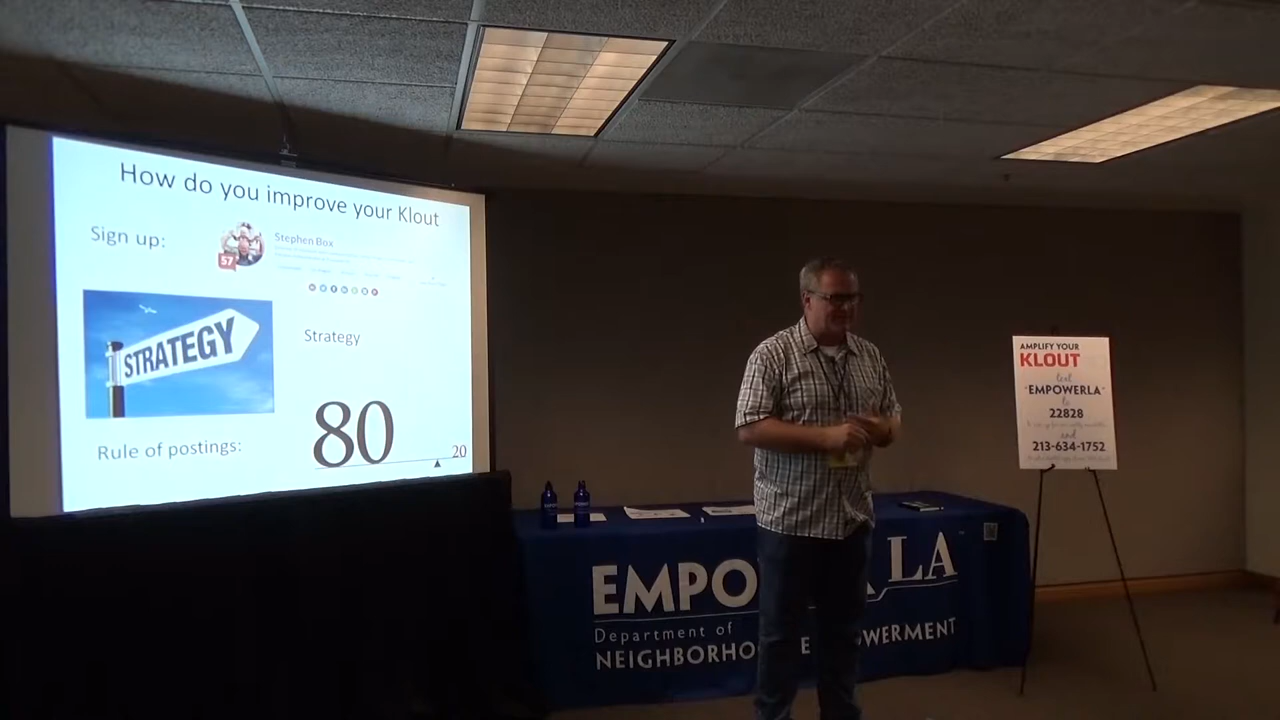 How do you improve your Klout
Sign up:
Stephen Box
57
STRATEGY
Strategy
Rule of postings:
80
20
AMPLIFY YOUR
KLOUT
text
"EMPOWERLA"
to
22828
and
213-634-1752
EMPO LA
Department of
NEIGHBORHO E POWERMENT